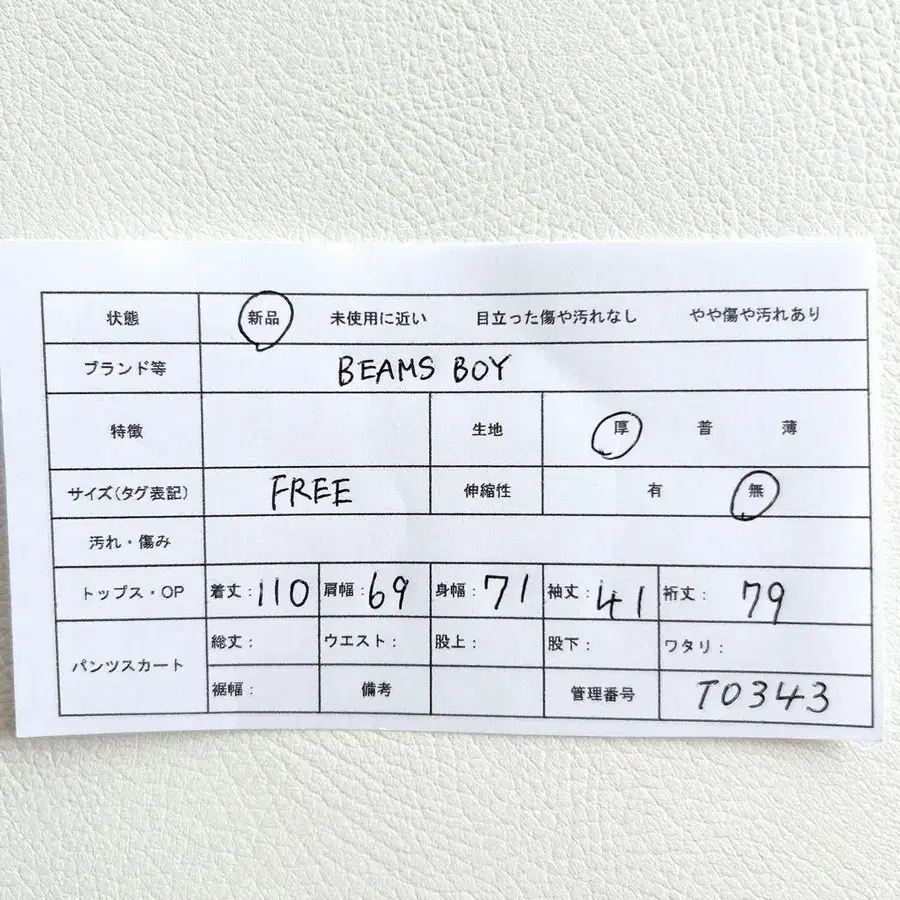 状態 新品 未使用に近い 目立った傷や汚れなし やや傷や汚れあり
ブランド等 BEAMS BOY
特徴 生地 厚 普 薄
サイズ(タグ表記) FREE 伸縮性 有 無
汚れ・傷み
トップス・OP 着丈:110 肩幅:69 身幅:71 袖丈:41 裄丈:79
パンツスカート 総丈: ウエスト: 股上: 股下: ワタリ:
裾幅: 備考 管理番号 T0343